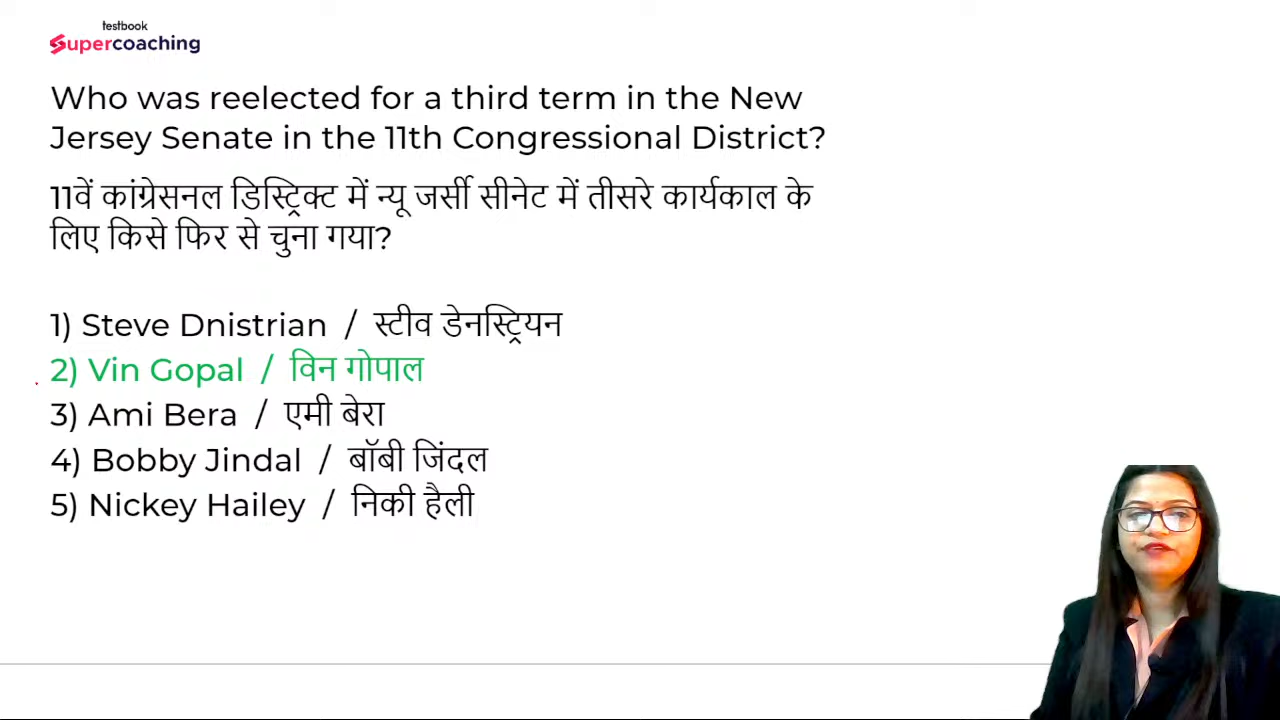 testbook
Supercoaching
Who was reelected for a third term in the New
Jersey Senate in the 11th Congressional District?
11वें कांग्रेसनल डिस्ट्रिक्ट में न्यू जर्सी सीनेट में तीसरे कार्यकाल के
लिए किसे फिर से चुना गया?
1) Steve Dnistrian / स्टीव डेनस्ट्रियन
2) Vin Gopal / विन गोपाल
3) Ami Bera / एमी बेरा
4) Bobby Jindal / बॉबी जिंदल
5) Nickey Hailey / निकी हैली